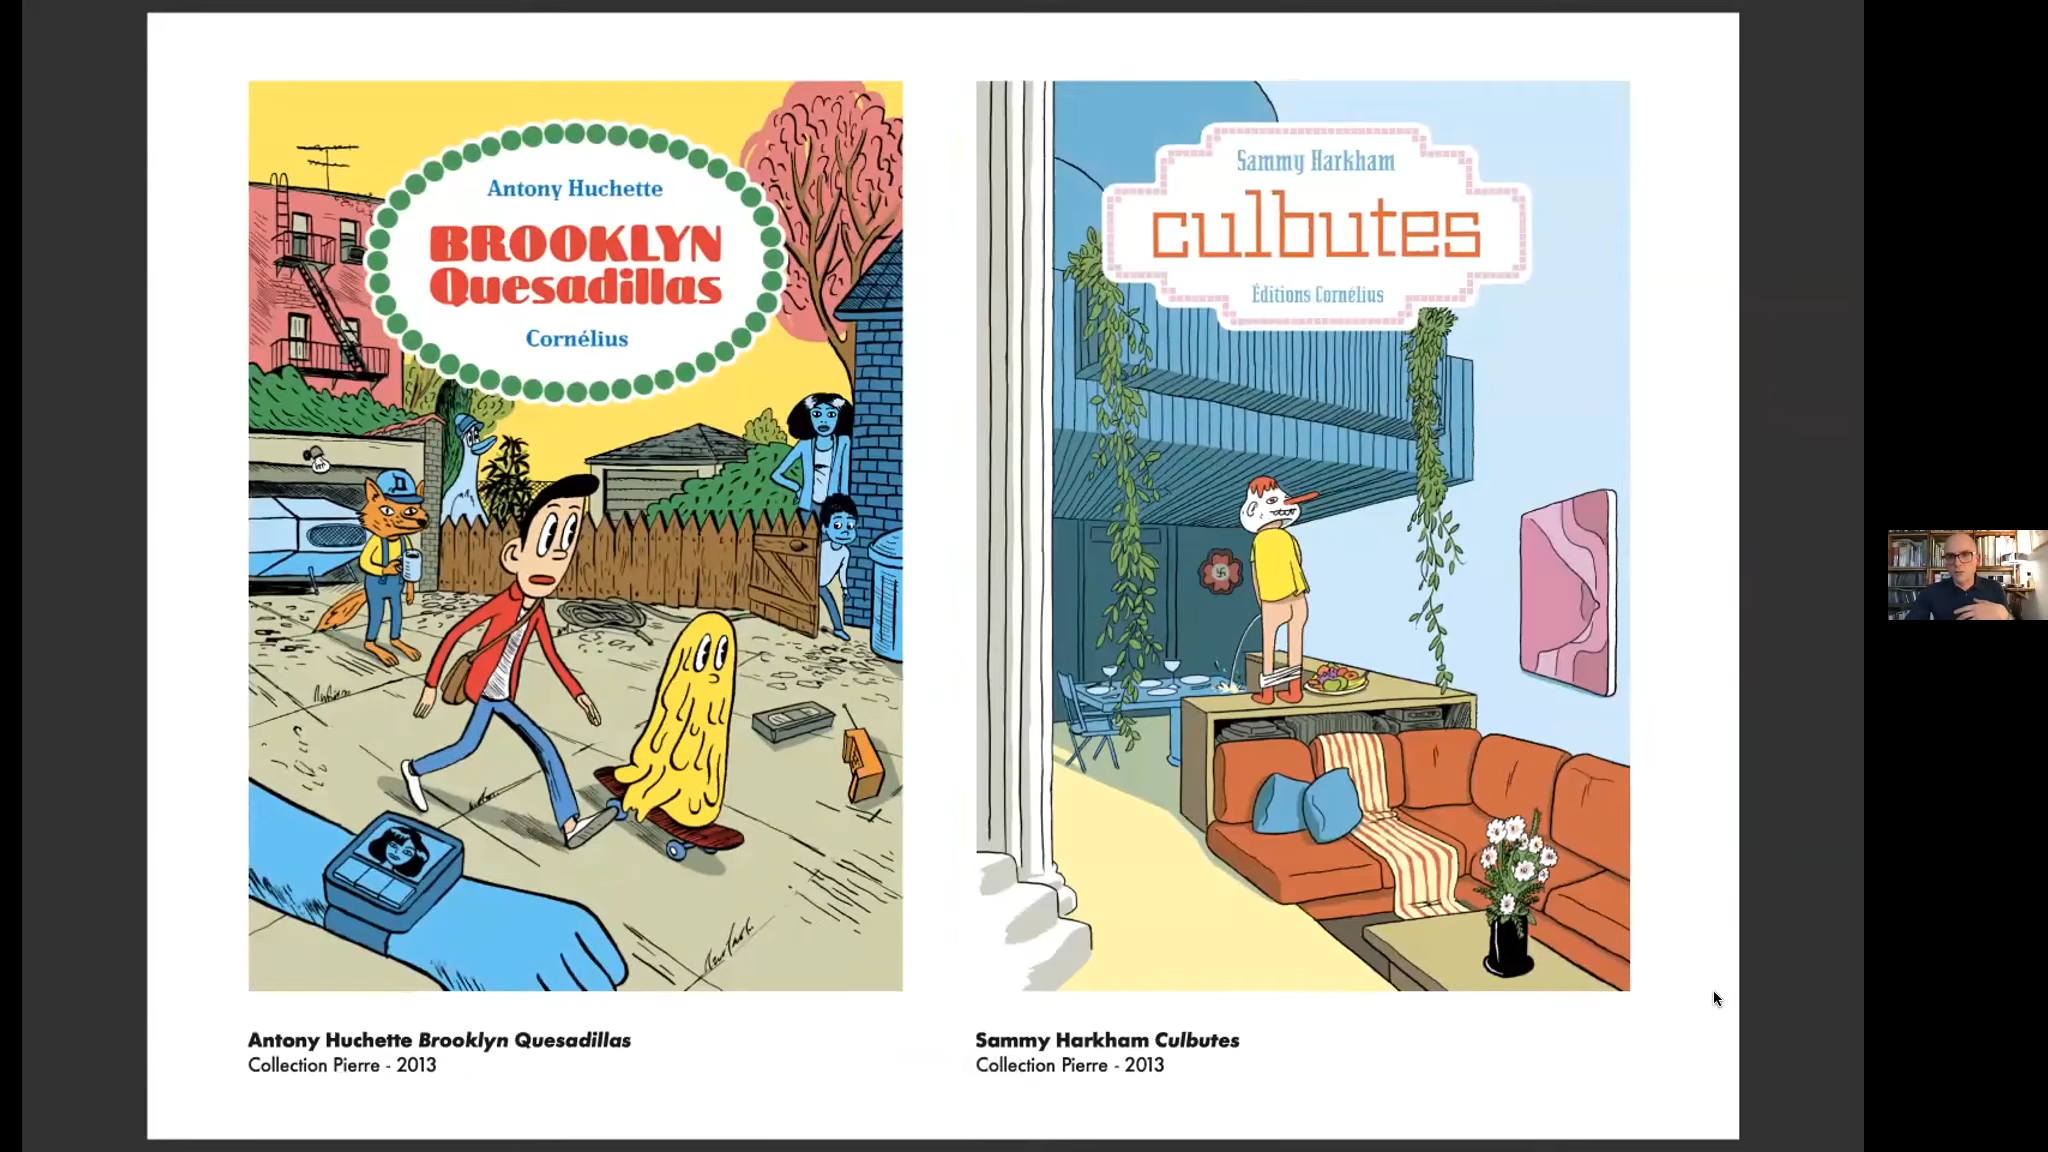 Antony Huchette
BROOKLYN
Quesadillas
Cornélius
D
Sammy Harkham
culbutes
Éditions Cornélius
Antony Huchette Brooklyn Quesadillas
Collection Pierre - 2013
Sammy Harkham Culbutes
Collection Pierre - 2013